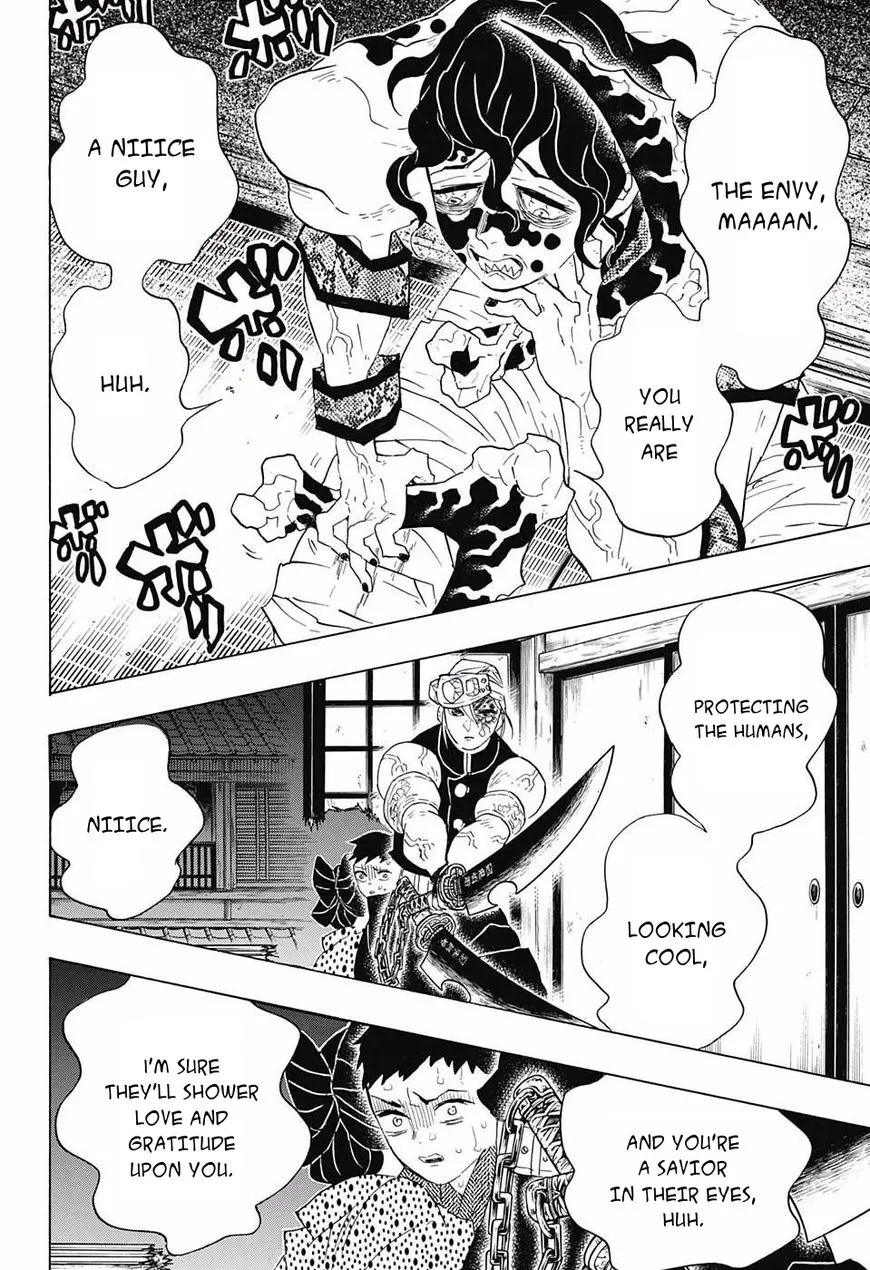 THE ENVY,
MAAAAN.
YOU
REALLY
ARE
A NIIICE
GUY,
HUH.
PROTECTING
THE HUMANS,
LOOKING
COOL,
NIIICE.
AND YOU'RE
A SAVIOR
IN THEIR EYES,
HUH.
I'M SURE
THEY'LL SHOWER
LOVE AND
GRATITUDE
UPON YOU.